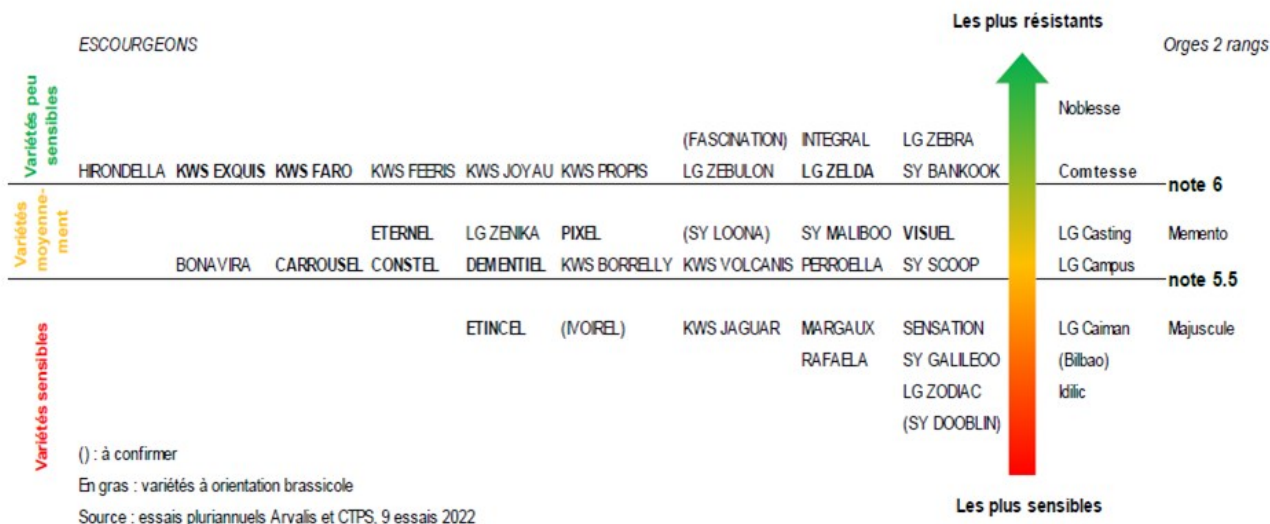 Les plus résistants
ESCOURGEONS Orges 2 rangs
Variétés peu
sensibles
Noblesse
(FASCINATION) INTEGRAL LG ZEBRA
HIRONDELLA KWS EXQUIS KWS FARO KWS FEERIS KWS JOYAU KWS PROPIS LG ZEBULON LG ZELDA SY BANKOOK Comtesse
note 6
Variétés
moyenne-
ment
ETERNEL LG ZENIKA PIXEL (SY LOONA) SY MALIBOO VISUEL LG Casting Memento
BONAVIRA CARROUSEL CONSTEL DEMENTIEL KWS BORRELLY KWS VOLCANIS PERROELLA SY SCOOP LG Campus
note 5.5
Variétés sensibles
ETINCEL (IVOIREL) KWS JAGUAR MARGAUX SENSATION LG Caiman Majuscule
RAFAELA SY GALILEOO (Bilbao)
LG ZODIAC Idilic
(SY DOOBLIN)
() : à confirmer
En gras : variétés à orientation brassicole
Source : essais pluriannuels Arvalis et CTPS, 9 essais 2022
Les plus sensibles